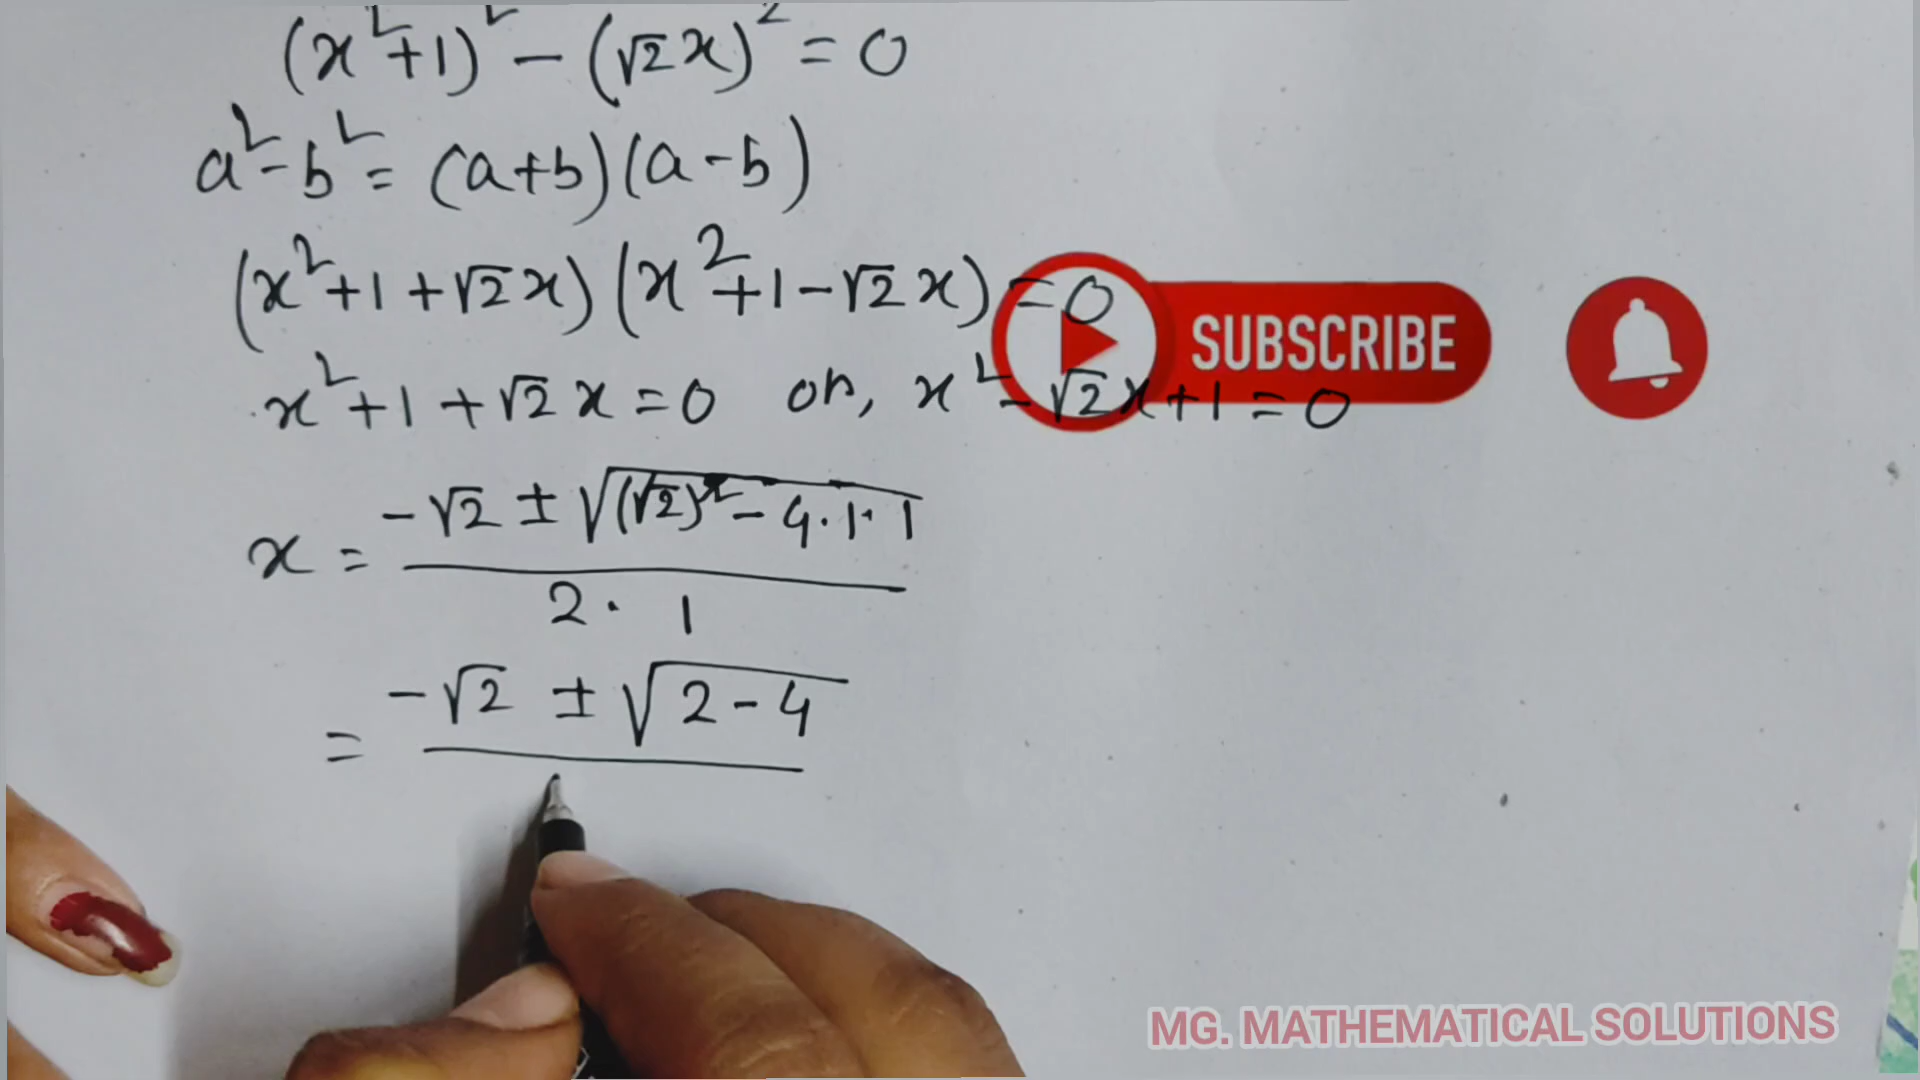 (x²+1)² - (√2x)² = 0
a²-b² = (a+b)(a-b)
(x²+1+√2x)(x²+1-√2x) = 0
x²+1+√2x = 0 or, x²-√2x+1 = 0
x = (-√2 ± √((√2)²-4·1·1)) / (2·1)
= (-√2 ± √(2-4)) /
SUBSCRIBE
MG. MATHEMATICAL SOLUTIONS